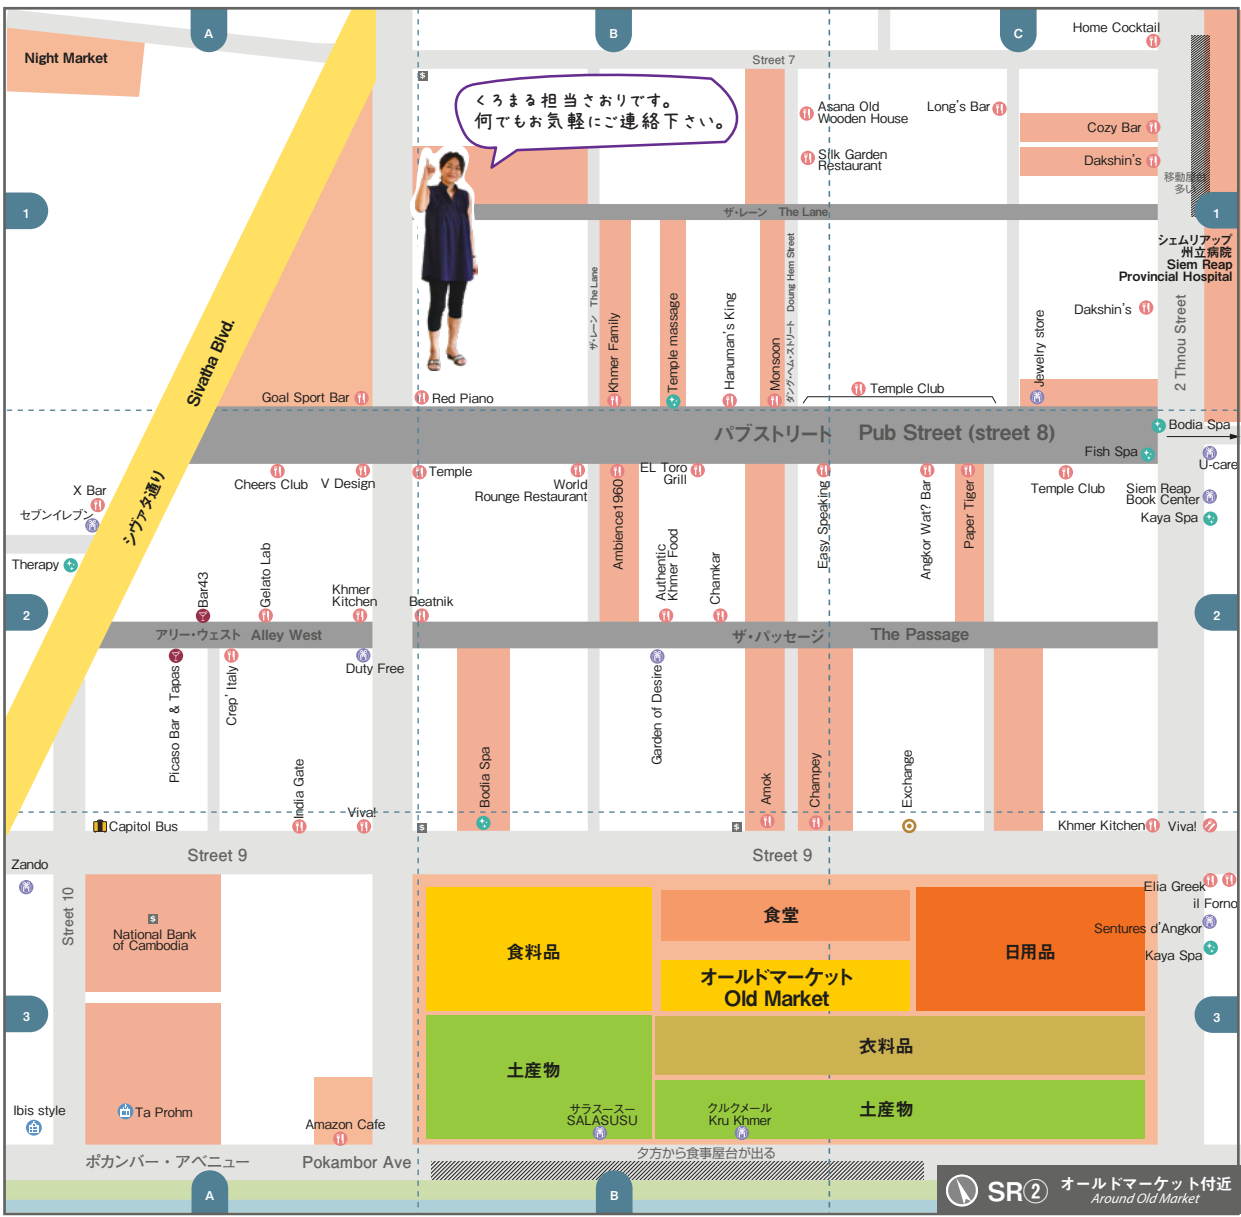 A
B
C
Home Cocktail
Night Market
Street 7
$
くろまる担当さおりです。
何でもお気軽にご連絡下さい。
Asana Old
Wooden House
Long's Bar
Cozy Bar
Silk Garden
Restaurant
Dakshin's
移動屋台
多い
1
ザ・レーン The Lane
1
シェムリアップ
州立病院
Siem Reap
Provincial Hospital
Dakshin's
2 Thnou Street
Sivatha Blvd.
シヴァタ通り
ザ・レーン The Lane
Khmer Family
Temple massage
Hanuman's King
Monsoon
ダング・ヘム・ストリート Doung Hem Street
Jewelry store
Goal Sport Bar
Red Piano
Temple Club
パブストリート Pub Street (street 8)
Bodia Spa
Fish Spa
U-care
X Bar
セブンイレブン
Cheers Club
V Design
Temple
World
Rounge Restaurant
Ambience1960
EL Toro
Grill
Easy Speaking
Angkor Wat? Bar
Paper Tiger
Temple Club
Siem Reap
Book Center
Kaya Spa
Therapy
Bar43
Gelato Lab
Khmer
Kitchen
Beatnik
Authentic
Khmer Food
Chamkar
2
アリー・ウェスト Alley West
ザ・パッセージ The Passage
2
Picaso Bar & Tapas
Crep' Italy
Duty Free
Garden of Desire
India Gate
Viva!
Bodia Spa
Amok
Champey
Exchange
Capitol Bus
$
$
Khmer Kitchen
Viva!
Street 9
Street 9
Zando
Street 10
$
National Bank
of Cambodia
食料品
食堂
オールドマーケット
Old Market
日用品
Elia Greek
il Forno
Sentures d'Angkor
Kaya Spa
3
3
土産物
衣料品
土産物
サラスースー
SALASUSU
クルクメール
Kru Khmer
Ibis style
Ta Prohm
Amazon Cafe
ポカンバー・アベニュー Pokambor Ave
夕方から食事屋台が出る
A
B
SR② オールドマーケット付近
Around Old Market